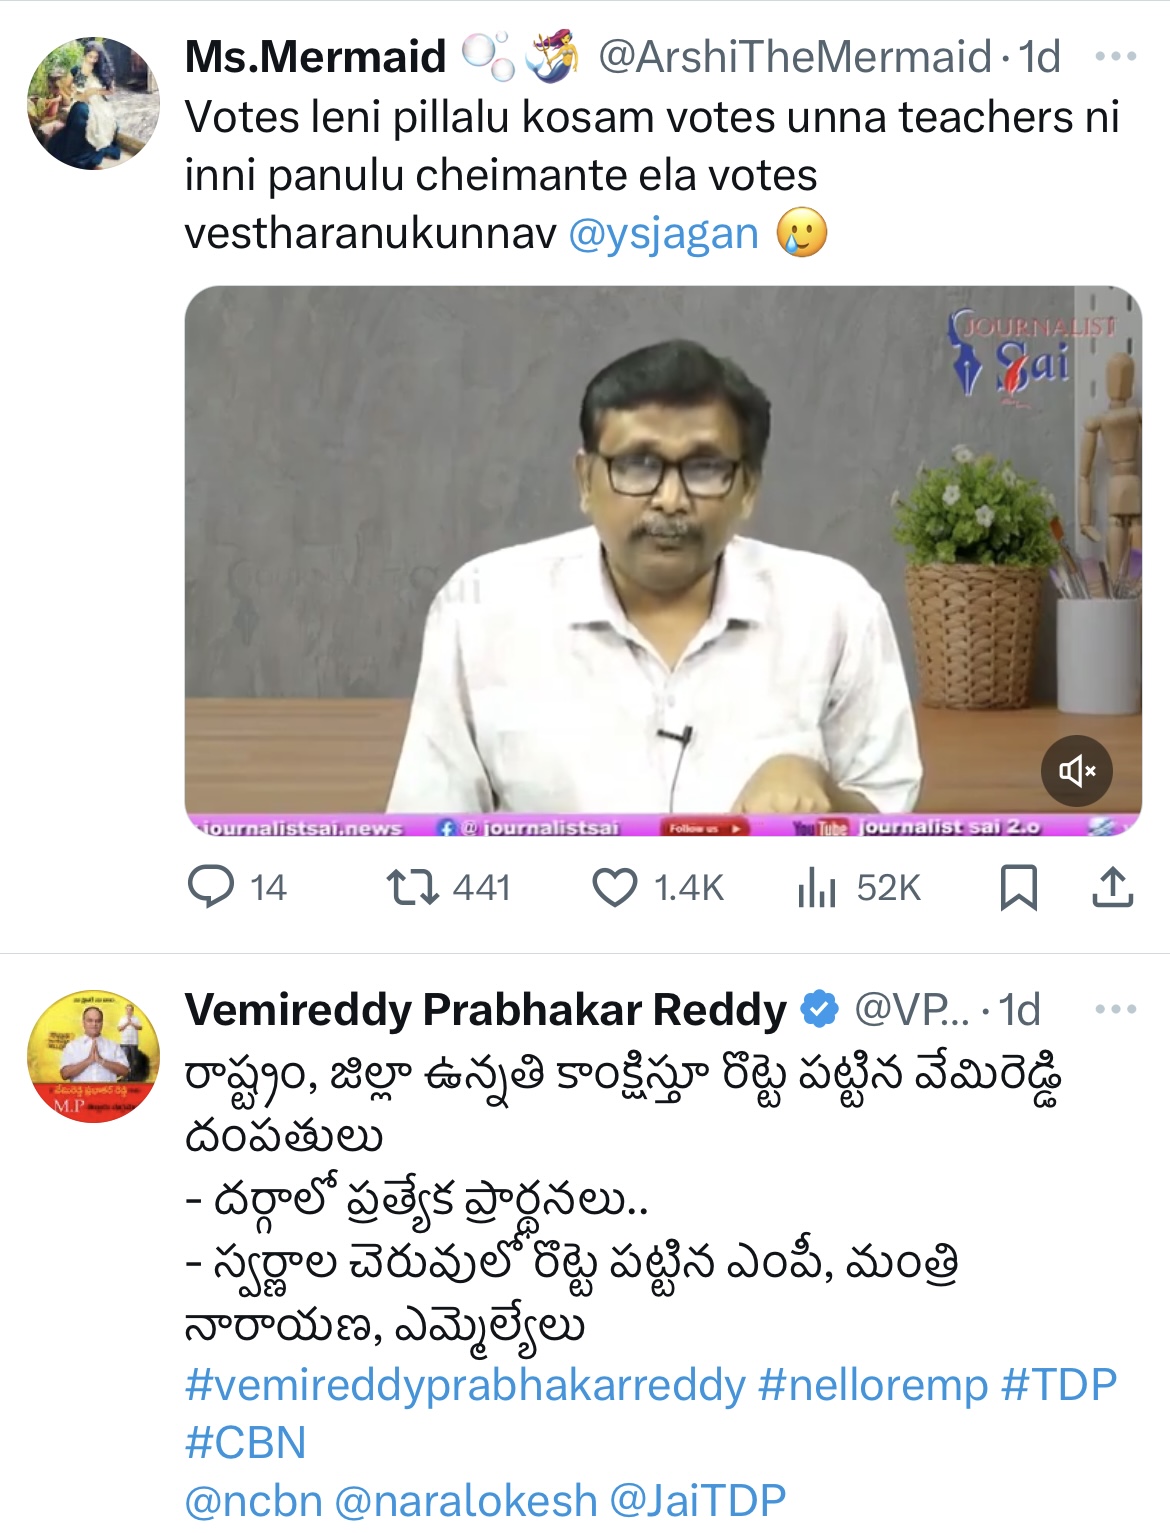 Ms.Mermaid 🫧🧜‍♀️ @ArshiTheMermaid · 1d
Votes leni pillalu kosam votes unna teachers ni
inni panulu cheimante ela votes
vestharanukunnav @ysjagan 🥲
JOURNALIST
Sai
journalistsai.news @journalistsai Follow us YouTube journalist sai 2.o
14 441 1.4K 52K
Vemireddy Prabhakar Reddy @VP... · 1d
రాష్ట్రం, జిల్లా ఉన్నతి కాంక్షిస్తూ రొట్టె పట్టిన వేమిరెడ్డి
దంపతులు
- దర్గాలో ప్రత్యేక ప్రార్థనలు..
- స్వర్ణాల చెరువులో రొట్టె పట్టిన ఎంపీ, మంత్రి
నారాయణ, ఎమ్మెల్యేలు
#vemireddyprabhakarreddy #nelloremp #TDP
#CBN
@ncbn @naralokesh @JaiTDP
M.P